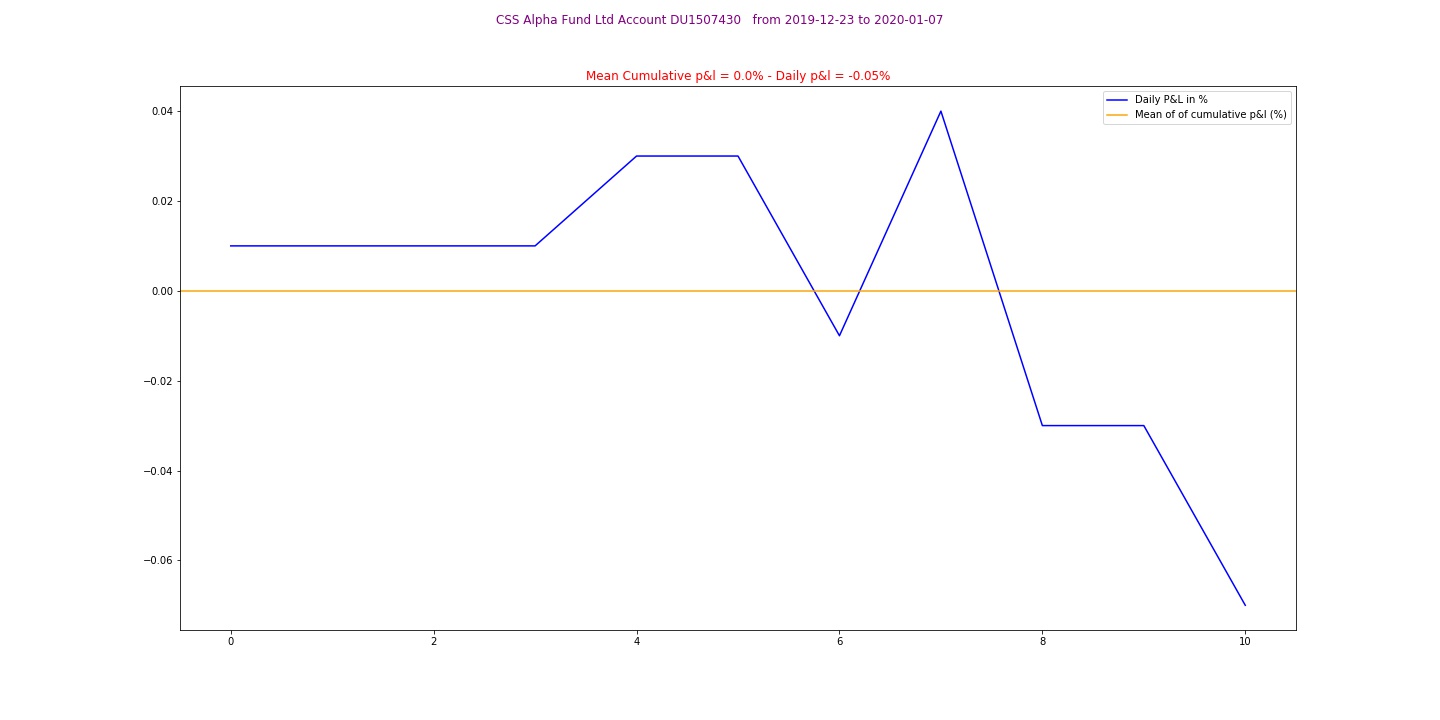 CSS Alpha Fund Ltd Account DU1507430   from 2019-12-23 to 2020-01-07
Mean Cumulative p&l = 0.0% - Daily p&l = -0.05%
Daily P&L in %
Mean of of cumulative p&l (%)
0.04
0.02
0.00
−0.02
−0.04
−0.06
0 2 4 6 8 10